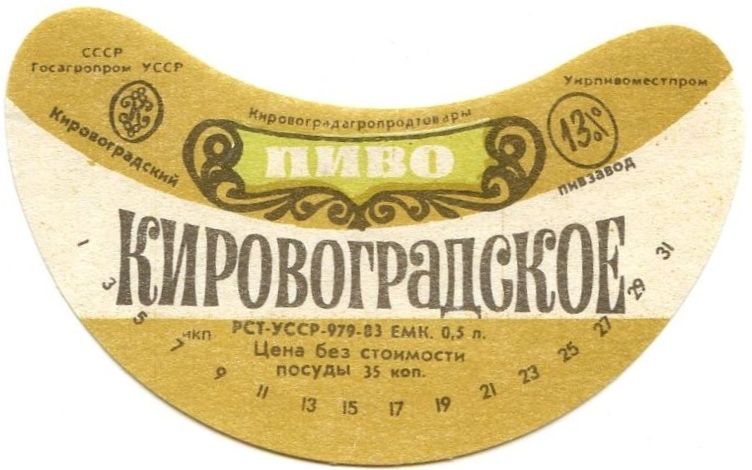 СССР
Госагропром УССР
Укрпивоместпром
Кировоградагропродтовары
Кировоградский
ПИВО
13%
пивзавод
КИРОВОГРАДСКОЕ
РСТ-УССР-979-83 ЕМК. 0,5 л.
Цена без стоимости
посуды 35 коп.
1 3 5 7 9 11 13 15 17 19 21 23 25 27 29 31